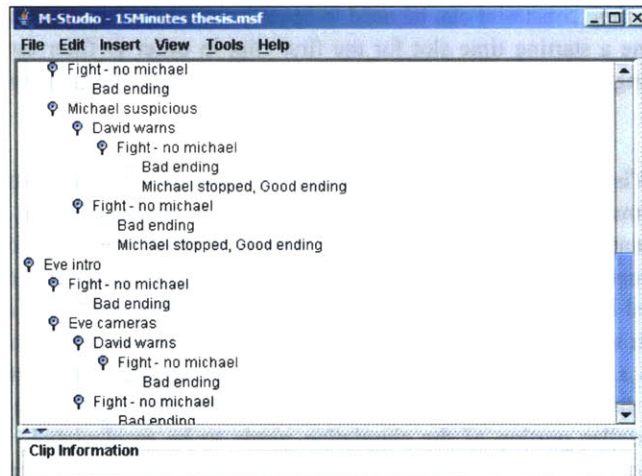 M-Studio - 15Minutes thesis.msf
File Edit Insert View Tools Help
Fight - no michael
Bad ending
Michael suspicious
David warns
Fight - no michael
Bad ending
Michael stopped, Good ending
Fight - no michael
Bad ending
Michael stopped, Good ending
Eve intro
Fight - no michael
Bad ending
Eve cameras
David warns
Fight - no michael
Bad ending
Fight - no michael
Bad ending
Clip Information